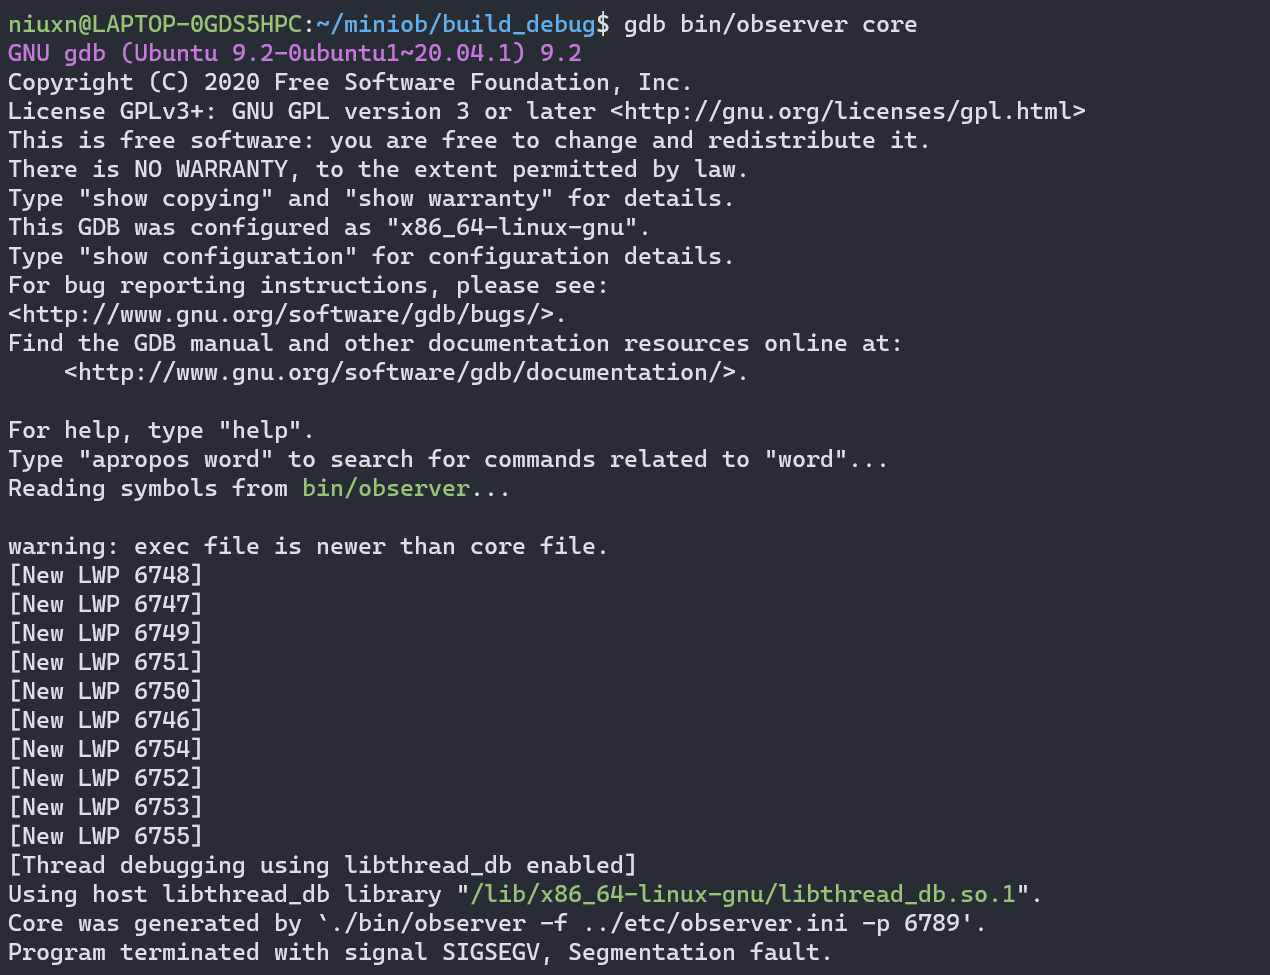 niuxn@LAPTOP-0GDS5HPC:~/miniob/build_debug$ gdb bin/observer core
GNU gdb (Ubuntu 9.2-0ubuntu1~20.04.1) 9.2
Copyright (C) 2020 Free Software Foundation, Inc.
License GPLv3+: GNU GPL version 3 or later <http://gnu.org/licenses/gpl.html>
This is free software: you are free to change and redistribute it.
There is NO WARRANTY, to the extent permitted by law.
Type "show copying" and "show warranty" for details.
This GDB was configured as "x86_64-linux-gnu".
Type "show configuration" for configuration details.
For bug reporting instructions, please see:
<http://www.gnu.org/software/gdb/bugs/>.
Find the GDB manual and other documentation resources online at:
    <http://www.gnu.org/software/gdb/documentation/>.

For help, type "help".
Type "apropos word" to search for commands related to "word"...
Reading symbols from bin/observer...

warning: exec file is newer than core file.
[New LWP 6748]
[New LWP 6747]
[New LWP 6749]
[New LWP 6751]
[New LWP 6750]
[New LWP 6746]
[New LWP 6754]
[New LWP 6752]
[New LWP 6753]
[New LWP 6755]
[Thread debugging using libthread_db enabled]
Using host libthread_db library "/lib/x86_64-linux-gnu/libthread_db.so.1".
Core was generated by `./bin/observer -f ../etc/observer.ini -p 6789'.
Program terminated with signal SIGSEGV, Segmentation fault.